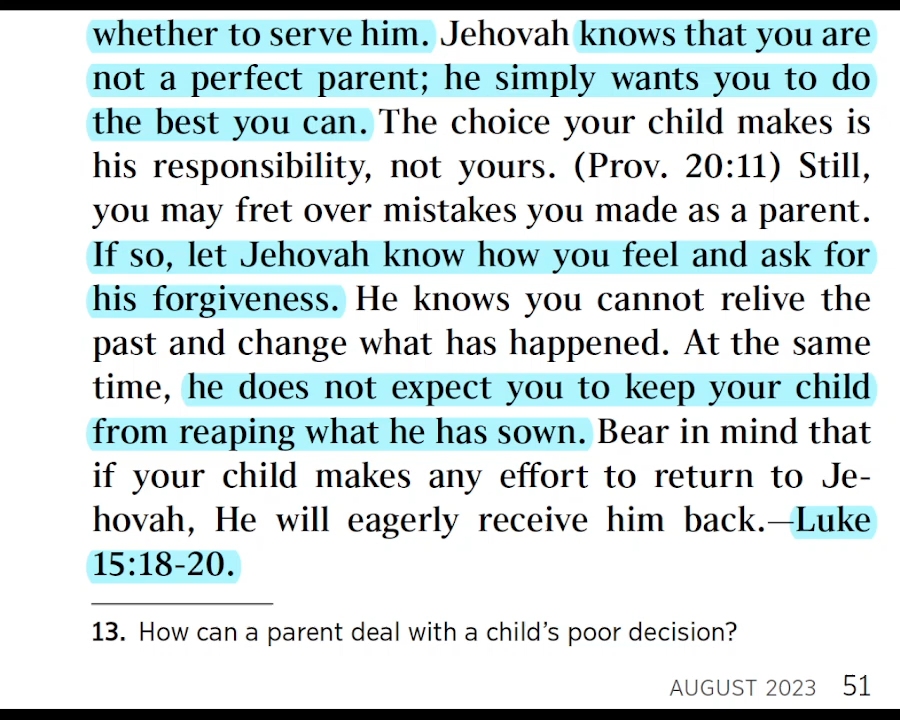 whether to serve him. Jehovah knows that you are
not a perfect parent; he simply wants you to do
the best you can. The choice your child makes is
his responsibility, not yours. (Prov. 20:11) Still,
you may fret over mistakes you made as a parent.
If so, let Jehovah know how you feel and ask for
his forgiveness. He knows you cannot relive the
past and change what has happened. At the same
time, he does not expect you to keep your child
from reaping what he has sown. Bear in mind that
if your child makes any effort to return to Je-
hovah, He will eagerly receive him back.—Luke
15:18-20.
13. How can a parent deal with a child’s poor decision?
AUGUST 2023 51